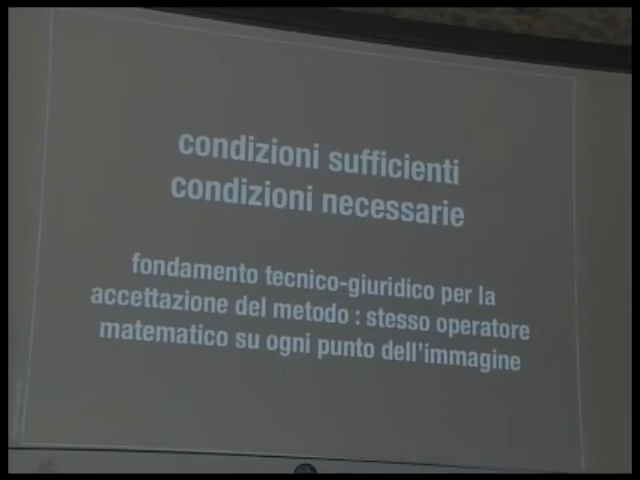 condizioni sufficienti
condizioni necessarie
fondamento tecnico-giuridico per la
accettazione del metodo : stesso operatore
matematico su ogni punto dell'immagine